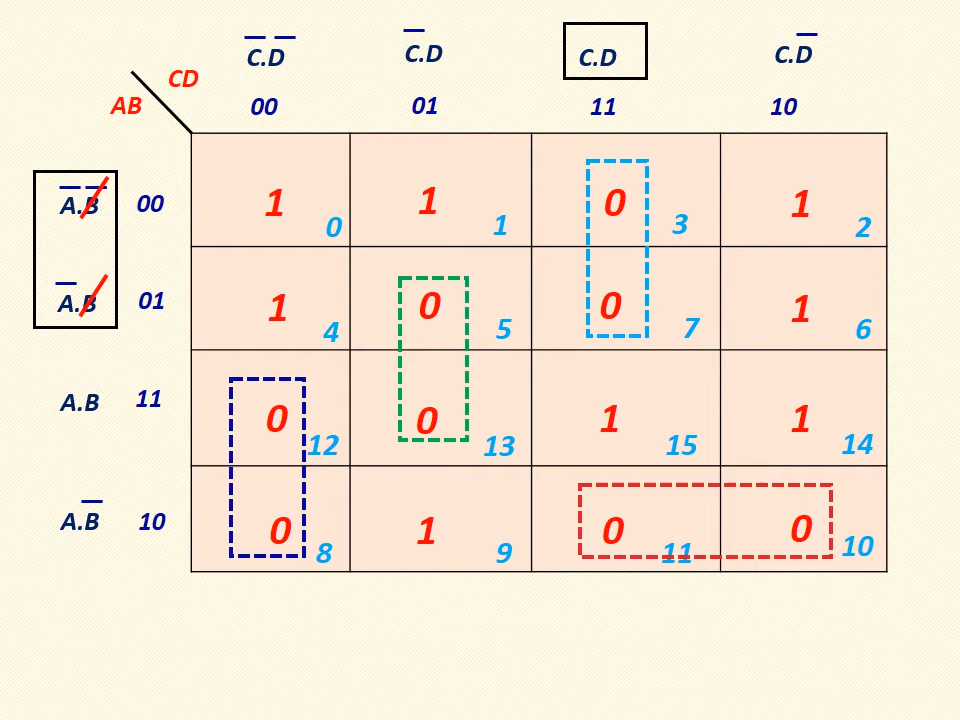 C̅.D̅ C̅.D C.D C.D̅
CD
AB 00 01 11 10
A̅.B̅ 00 1 0 1 1 0 3 1 2
A̅.B 01 1 4 0 5 0 7 1 6
A.B 11 0 12 0 13 1 15 1 14
A.B̅ 10 0 8 1 9 0 11 0 10